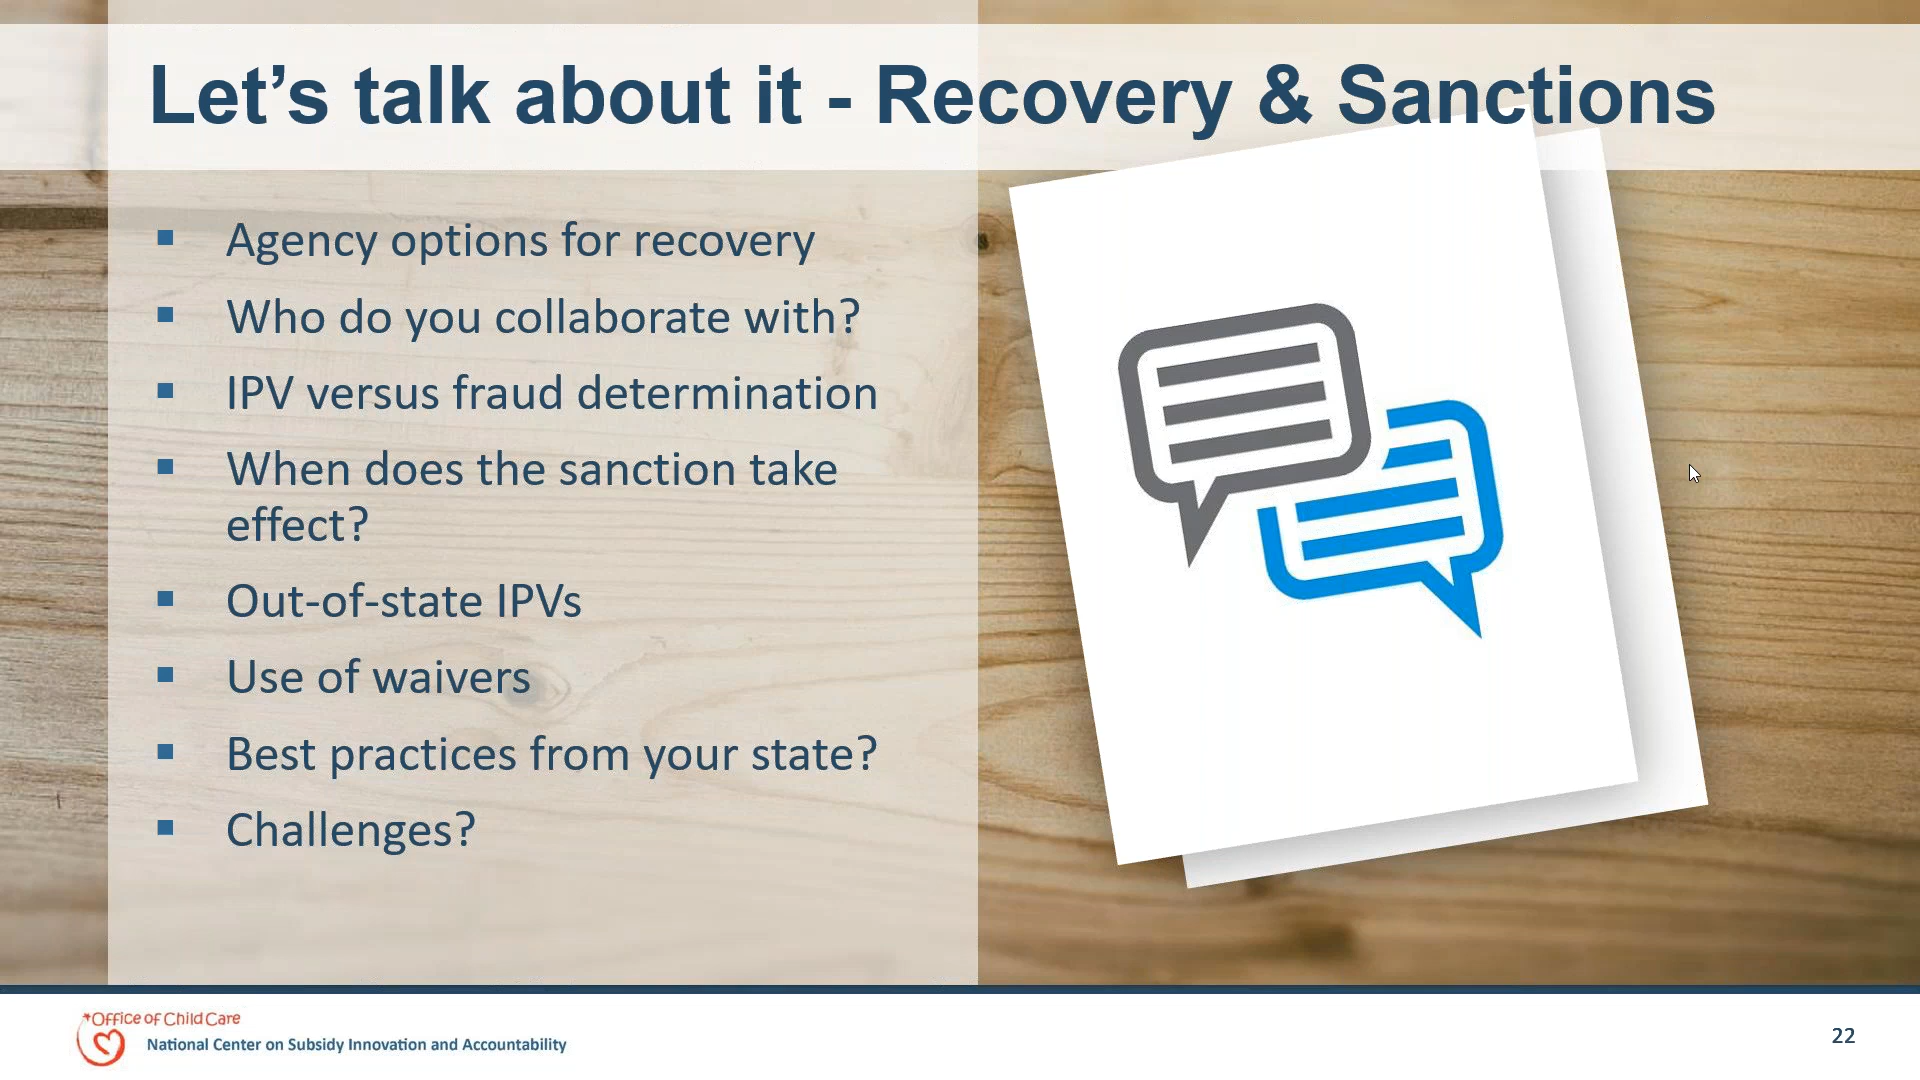 Let’s talk about it - Recovery & Sanctions
▪ Agency options for recovery
▪ Who do you collaborate with?
▪ IPV versus fraud determination
▪ When does the sanction take
effect?
▪ Out-of-state IPVs
▪ Use of waivers
▪ Best practices from your state?
▪ Challenges?
Office of Child Care
National Center on Subsidy Innovation and Accountability
22